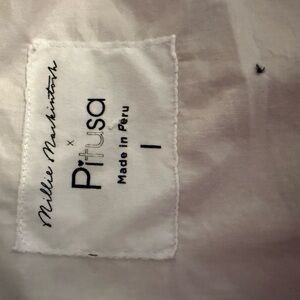 Millie Mackintosh
x
Pitusa
Made in Peru
I